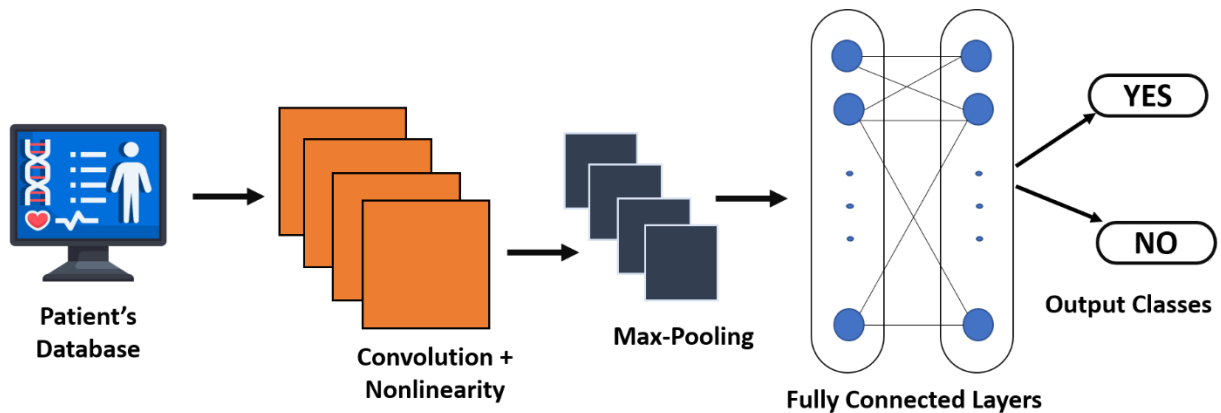 Patient's
Database
Convolution +
Nonlinearity
Max-Pooling
Fully Connected Layers
YES
NO
Output Classes